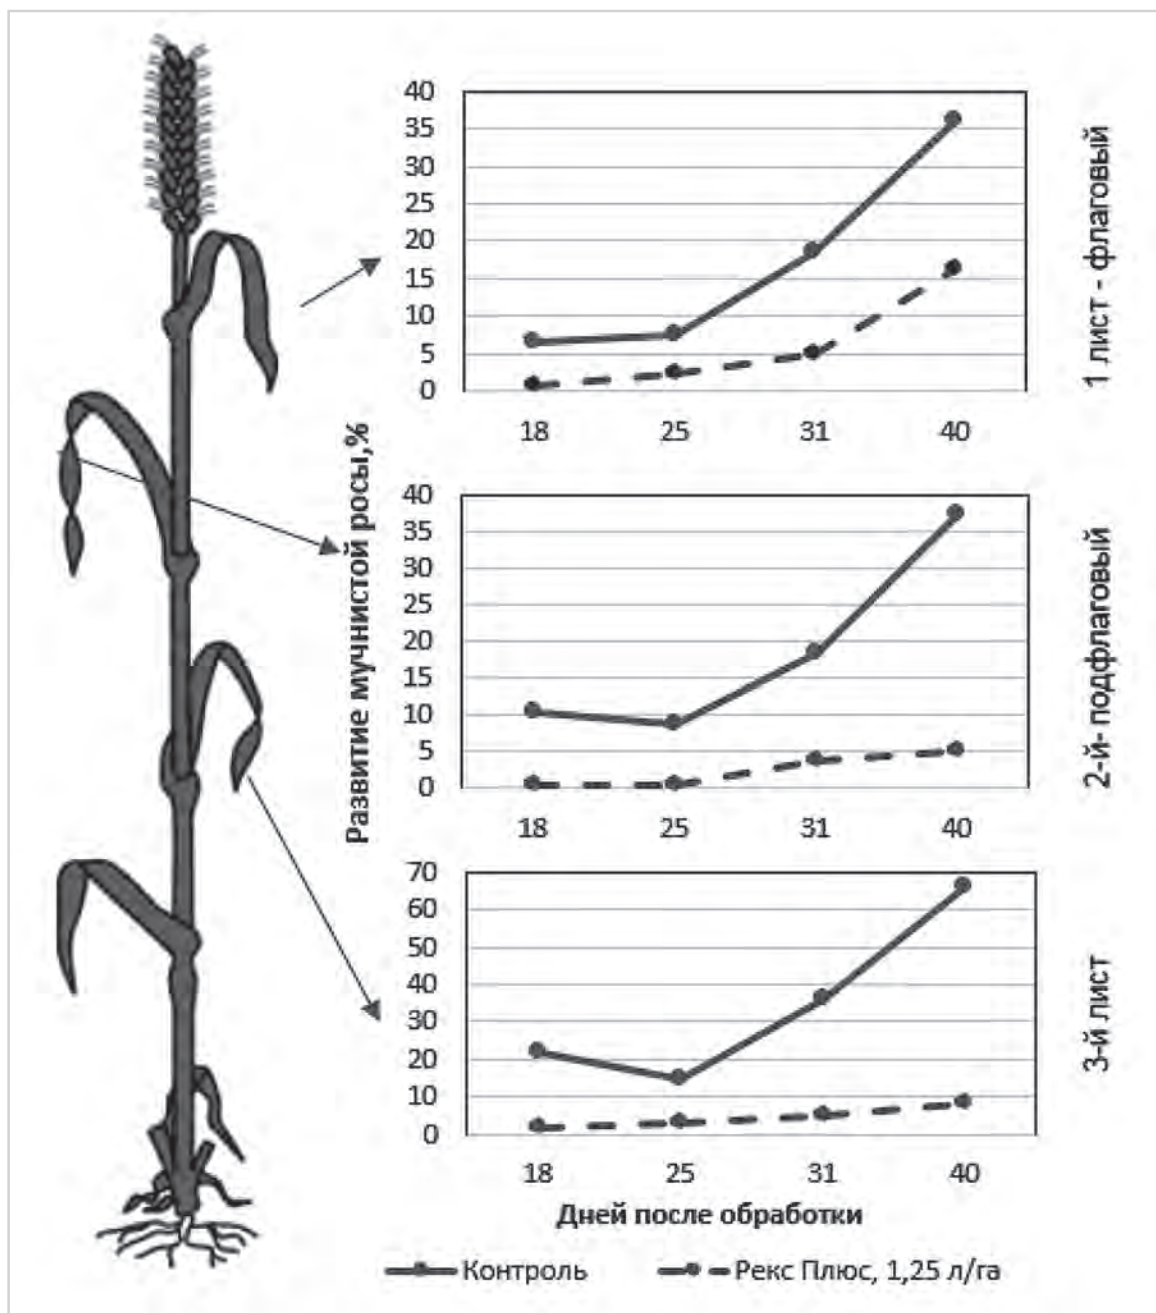 40
35
30
25
20
15
10
5
0
18 25 31 40
1 лист - флаговый
Развитие мучнистой росы,%
40
35
30
25
20
15
10
5
0
18 25 31 40
2-й- подфлаговый
70
60
50
40
30
20
10
0
18 25 31 40
3-й лист
Дней после обработки
Контроль Рекс Плюс, 1,25 л/га